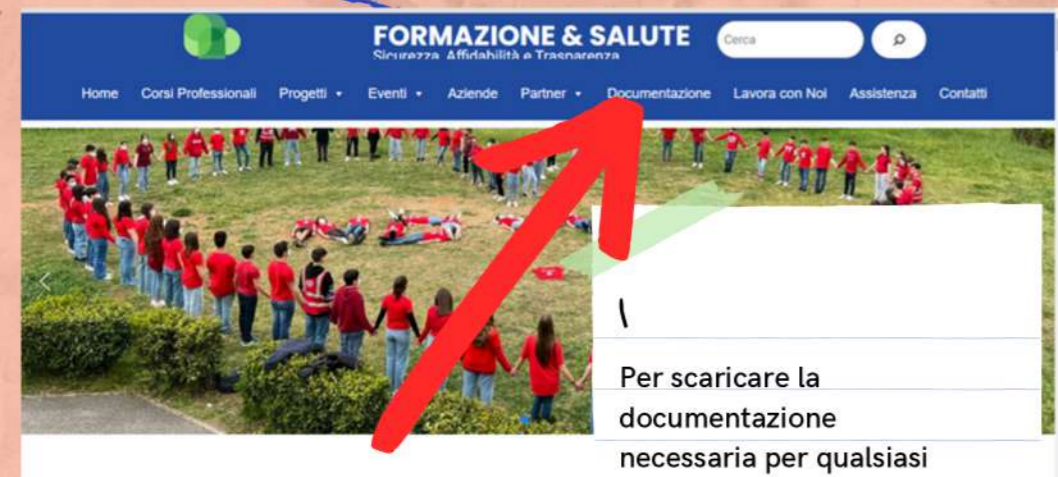 FORMAZIONE & SALUTE
Sicurezza, Affidabilità e Trasparenza
Cerca
Home Corsi Professionali Progetti Eventi Aziende Partner Documentazione Lavora con Noi Assistenza Contatti
Per scaricare la
documentazione
necessaria per qualsiasi